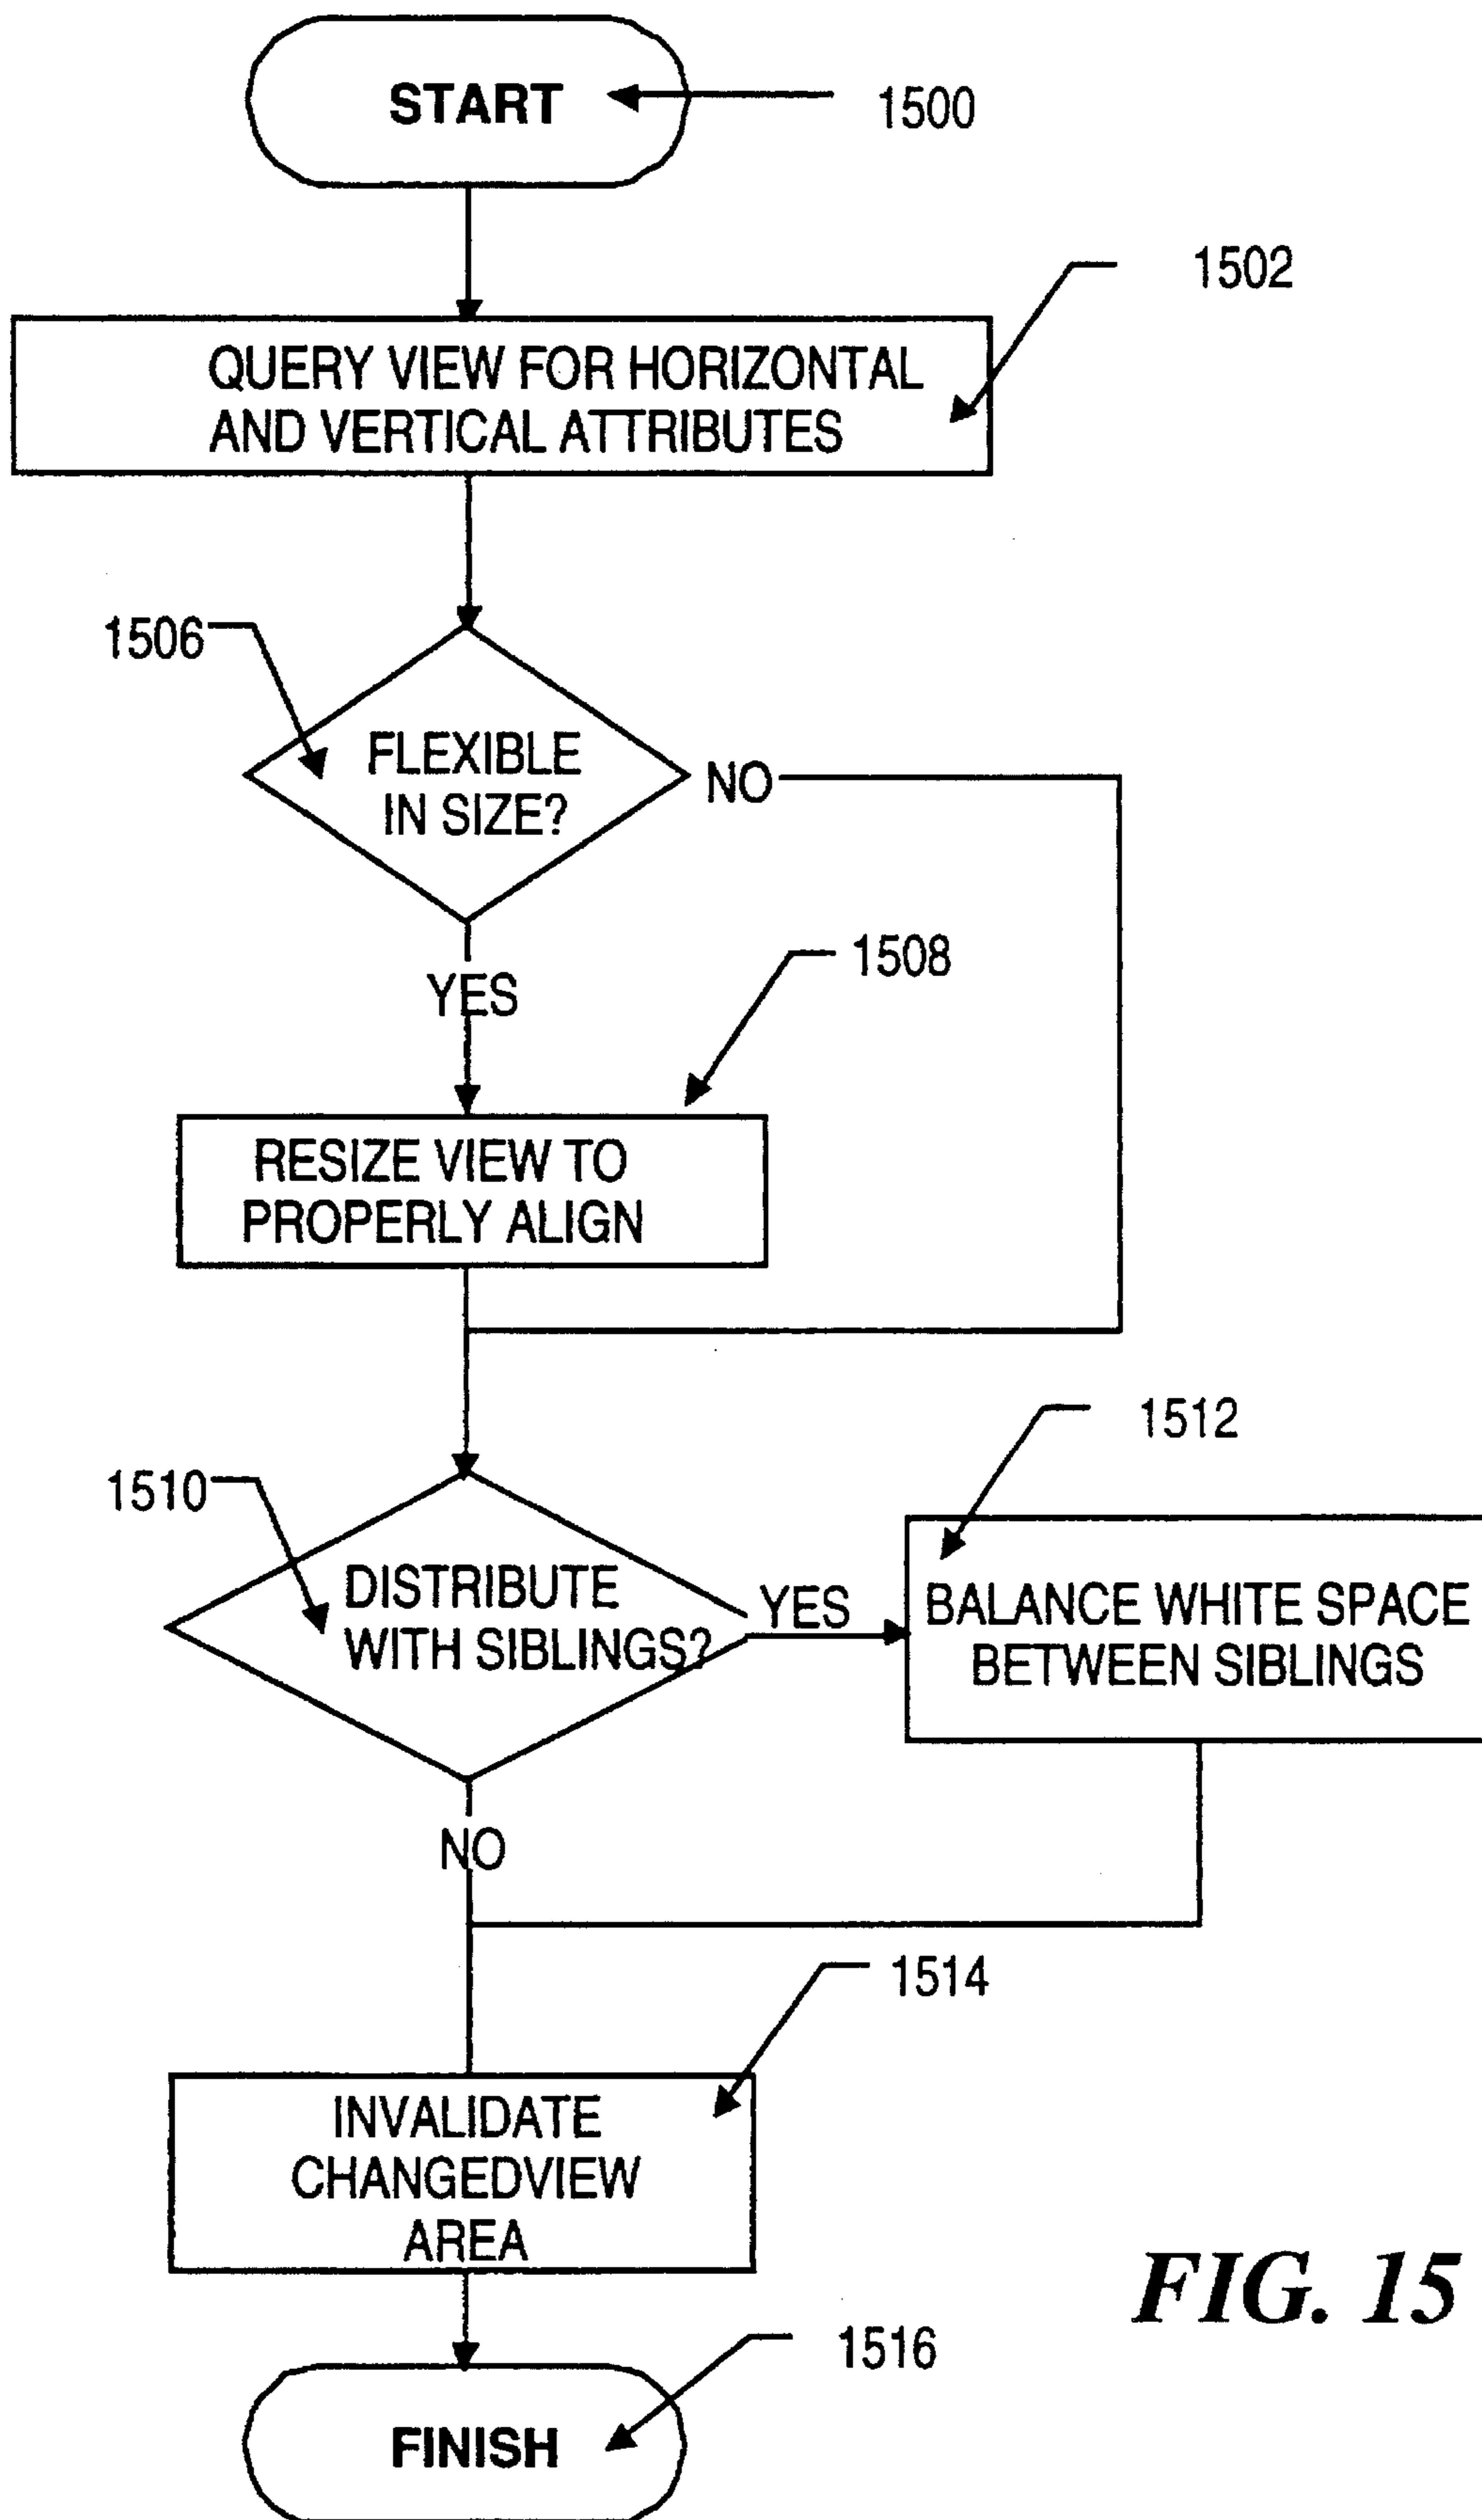 START
1500
1502
QUERY VIEW FOR HORIZONTAL
AND VERTICAL ATTRIBUTES
1506
FLEXIBLE
IN SIZE?
NO
YES
1508
RESIZE VIEW TO
PROPERLY ALIGN
1510
DISTRIBUTE
WITH SIBLINGS?
YES
1512
BALANCE WHITE SPACE
BETWEEN SIBLINGS
NO
1514
INVALIDATE
CHANGEDVIEW
AREA
FIG. 15
1516
FINISH